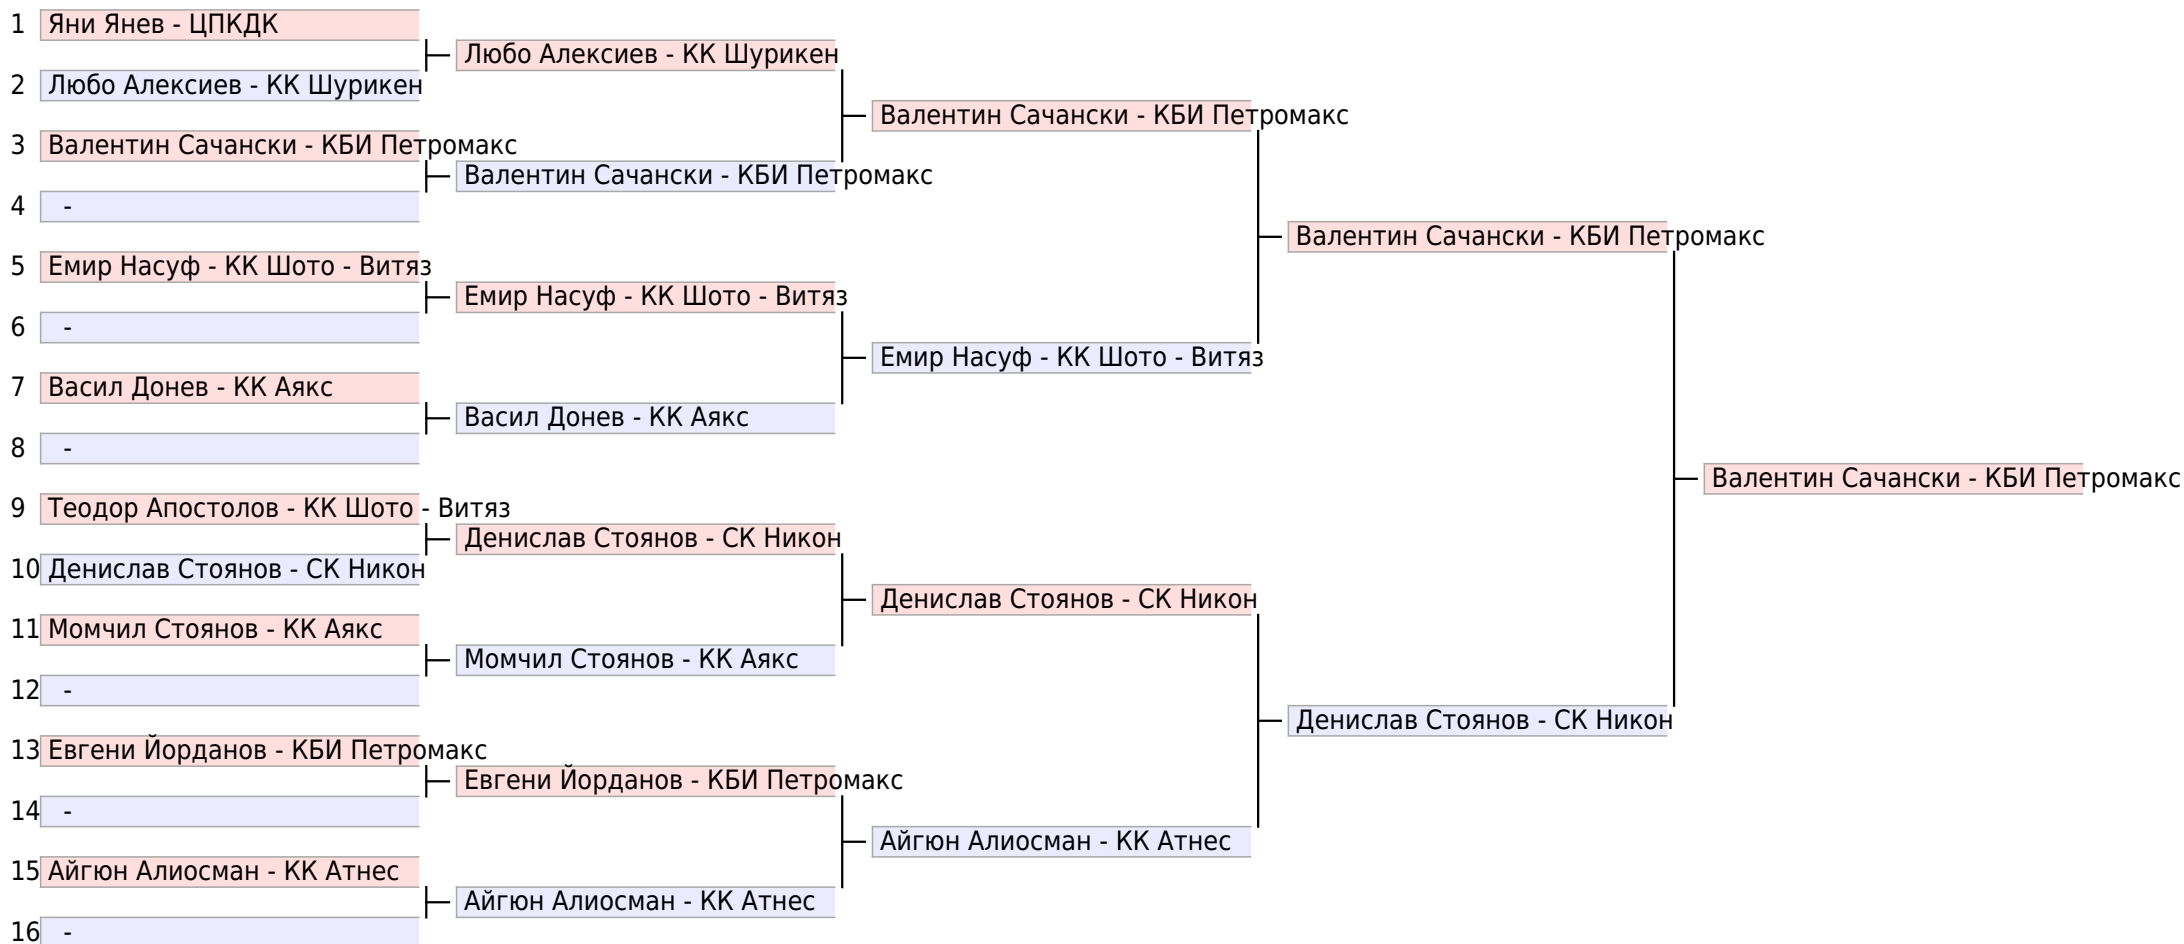 1 Яни Янев - ЦПКДК
Любо Алексиев - КК Шурикен
2 Любо Алексиев - КК Шурикен
Валентин Сачански - КБИ Петромакс
3 Валентин Сачански - КБИ Петромакс
Валентин Сачански - КБИ Петромакс
4 -
Валентин Сачански - КБИ Петромакс
5 Емир Насуф - КК Шото - Витяз
Емир Насуф - КК Шото - Витяз
6 -
Емир Насуф - КК Шото - Витяз
7 Васил Донев - КК Аякс
Васил Донев - КК Аякс
8 -
Валентин Сачански - КБИ Петромакс
9 Теодор Апостолов - КК Шото - Витяз
Денислав Стоянов - СК Никон
10 Денислав Стоянов - СК Никон
Денислав Стоянов - СК Никон
11 Момчил Стоянов - КК Аякс
Момчил Стоянов - КК Аякс
12 -
Денислав Стоянов - СК Никон
13 Евгени Йорданов - КБИ Петромакс
Евгени Йорданов - КБИ Петромакс
14 -
Айгюн Алиосман - КК Атнес
15 Айгюн Алиосман - КК Атнес
Айгюн Алиосман - КК Атнес
16 -